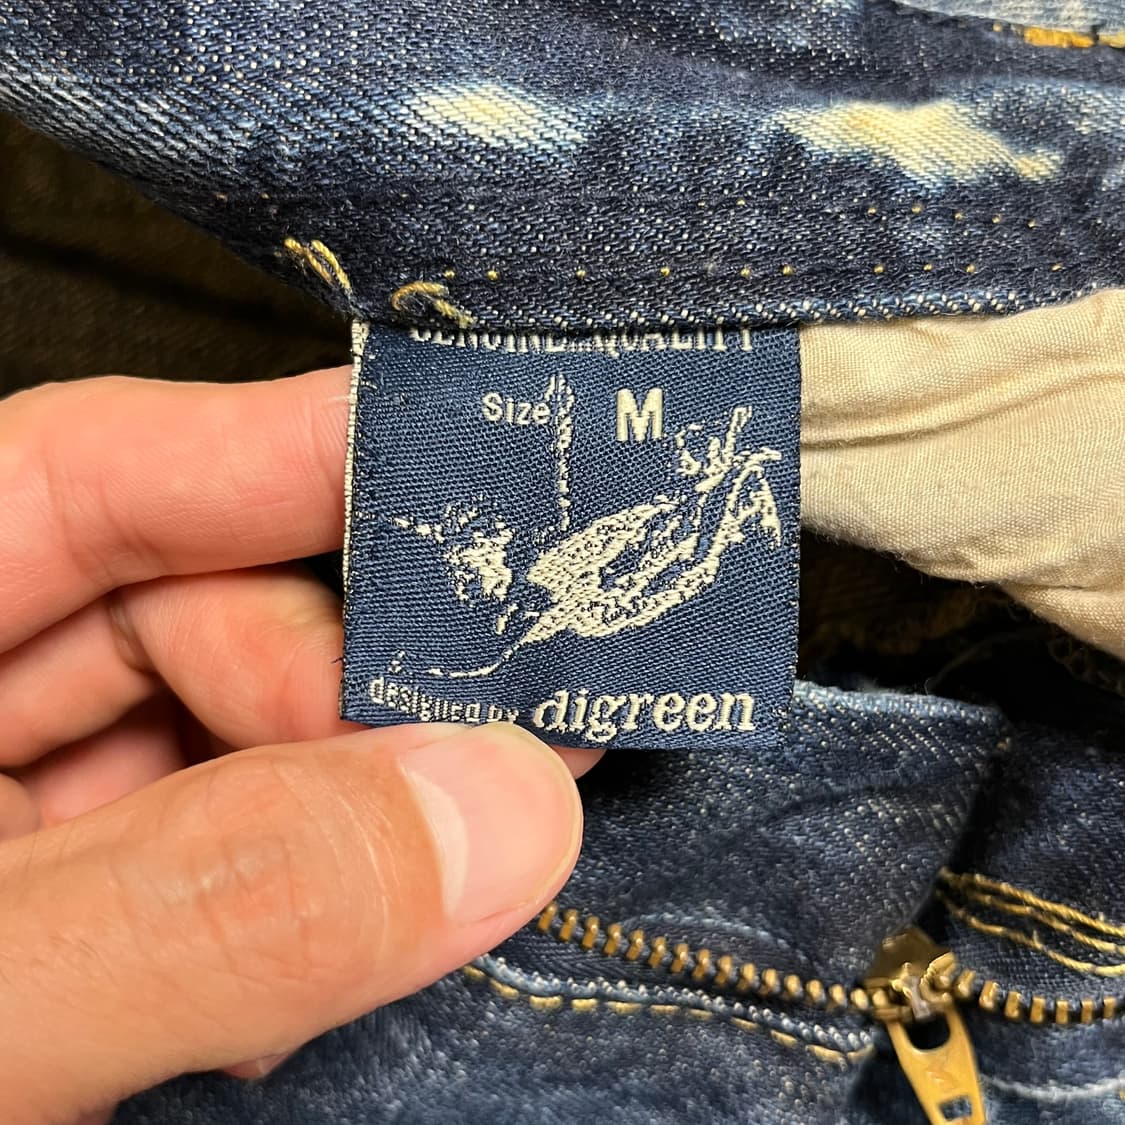 GENUINE QUALITY
Size M
designed by digreen